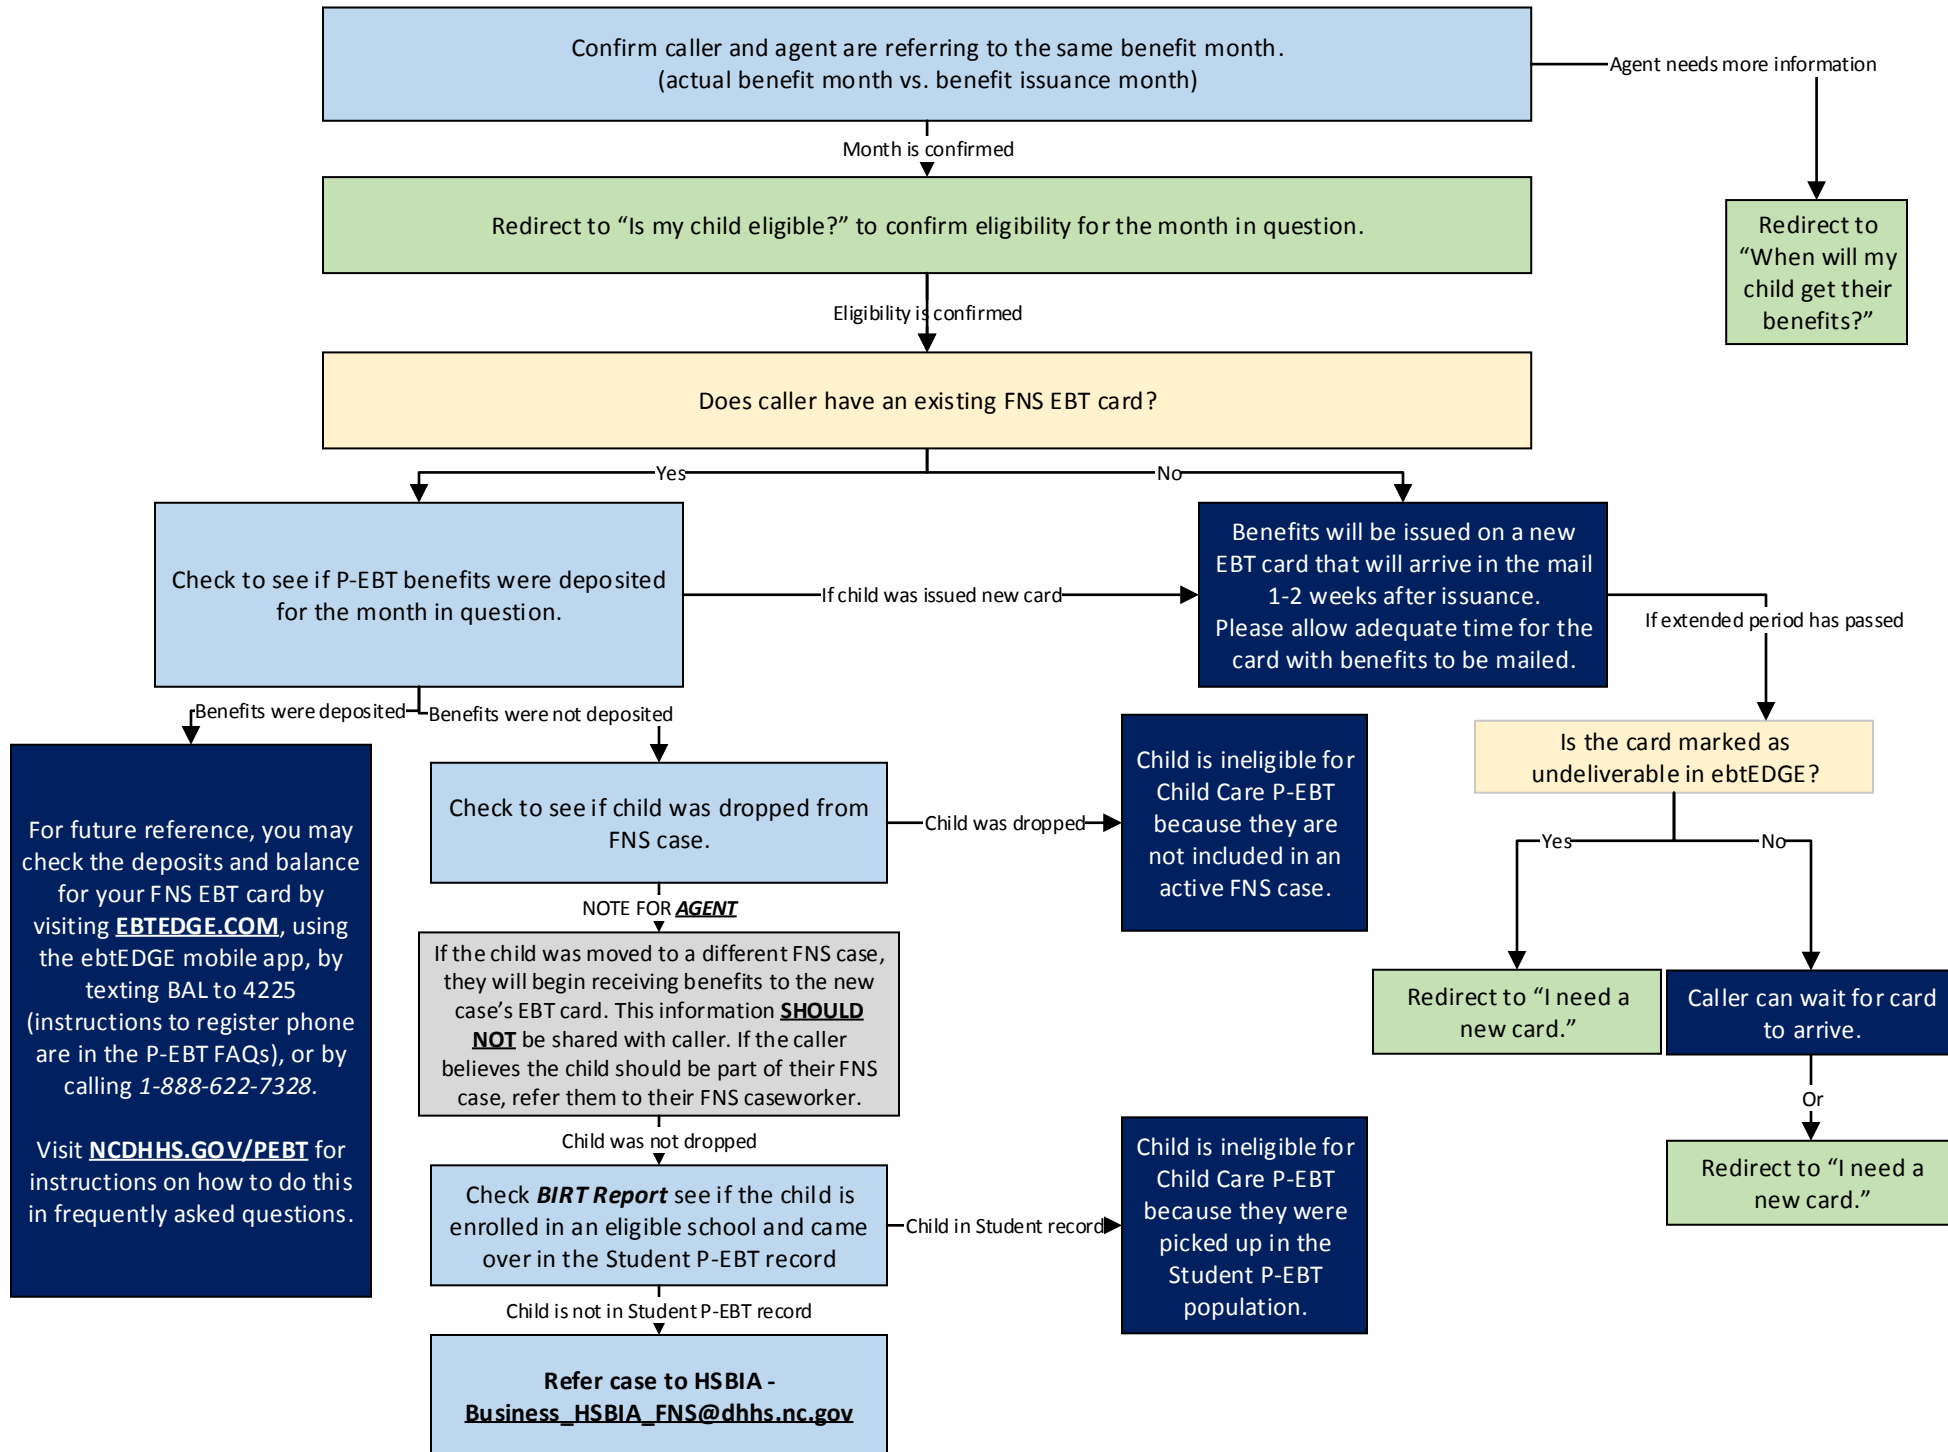 Confirm caller and agent are referring to the same benefit month.
(actual benefit month vs. benefit issuance month)
Agent needs more information
Month is confirmed
Redirect to “Is my child eligible?” to confirm eligibility for the month in question.
Redirect to
“When will my
child get their
benefits?”
Eligibility is confirmed
Does caller have an existing FNS EBT card?
Yes
No
Check to see if P-EBT benefits were deposited
for the month in question.
If child was issued new card
Benefits will be issued on a new
EBT card that will arrive in the mail
1-2 weeks after issuance.
Please allow adequate time for the
card with benefits to be mailed.
If extended period has passed
Benefits were deposited
Benefits were not deposited
For future reference, you may
check the deposits and balance
for your FNS EBT card by
visiting EBTEDGE.COM, using
the ebtEDGE mobile app, by
texting BAL to 4225
(instructions to register phone
are in the P-EBT FAQs), or by
calling 1-888-622-7328.
Visit NCDHHS.GOV/PEBT for
instructions on how to do this
in frequently asked questions.
Check to see if child was dropped from
FNS case.
Child was dropped
Child is ineligible for
Child Care P-EBT
because they are
not included in an
active FNS case.
Is the card marked as
undeliverable in ebtEDGE?
Yes
No
Redirect to “I need a
new card.”
Caller can wait for card
to arrive.
Or
Redirect to “I need a
new card.”
NOTE FOR AGENT
If the child was moved to a different FNS case,
they will begin receiving benefits to the new
case’s EBT card. This information SHOULD
NOT be shared with caller. If the caller
believes the child should be part of their FNS
case, refer them to their FNS caseworker.
Child was not dropped
Check BIRT Report see if the child is
enrolled in an eligible school and came
over in the Student P-EBT record
Child in Student record
Child is ineligible for
Child Care P-EBT
because they were
picked up in the
Student P-EBT
population.
Child is not in Student P-EBT record
Refer case to HSBIA -
Business_HSBIA_FNS@dhhs.nc.gov